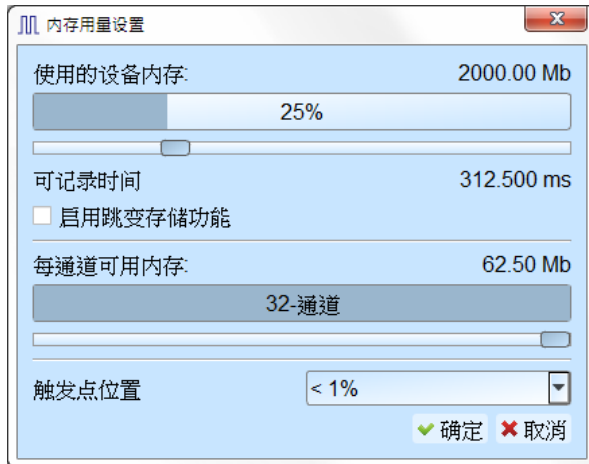 内存用量设置
使用的设备内存: 2000.00 Mb
25%
可记录时间 312.500 ms
启用跳变存储功能
每通道可用内存: 62.50 Mb
32-通道
触发点位置 < 1%
确定 取消